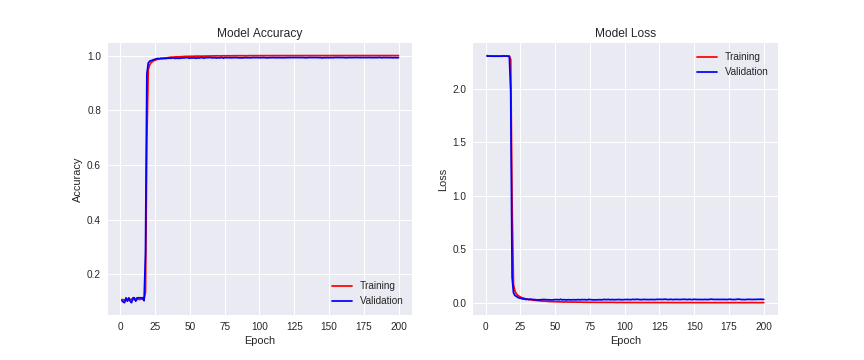 Model Accuracy
1.0
0.8
0.6
0.4
0.2
Accuracy
0 25 50 75 100 125 150 175 200
Epoch
Training
Validation
Model Loss
2.0
1.5
1.0
0.5
0.0
Loss
0 25 50 75 100 125 150 175 200
Epoch
Training
Validation